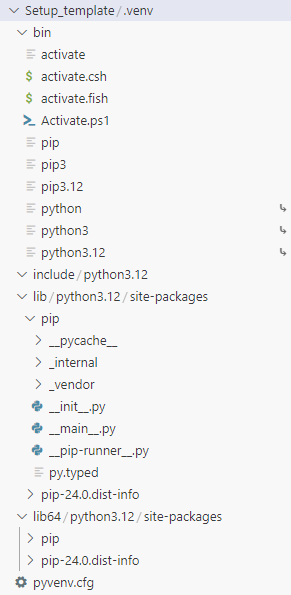 Setup_template/.venv
bin
activate
activate.csh
activate.fish
Activate.ps1
pip
pip3
pip3.12
python
python3
python3.12
include/python3.12
lib/python3.12/site-packages
pip
__pycache__
_internal
_vendor
__init__.py
__main__.py
__pip-runner__.py
py.typed
pip-24.0.dist-info
lib64/python3.12/site-packages
pip
pip-24.0.dist-info
pyvenv.cfg